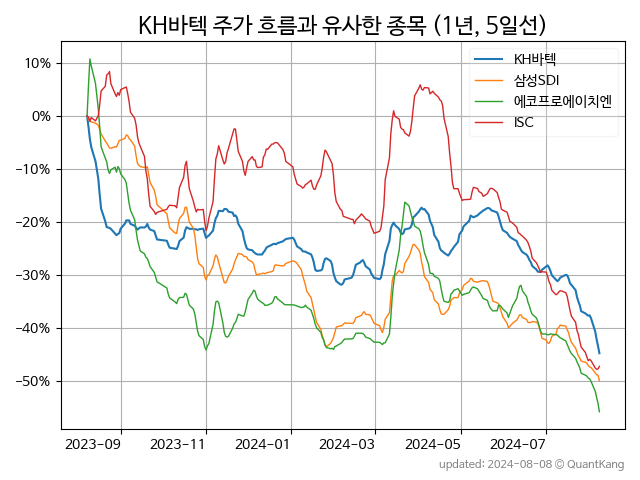 KH바텍 주가 흐름과 유사한 종목 (1년, 5일선)
KH바텍
삼성SDI
에코프로에이치엔
ISC
10%
0%
−10%
−20%
−30%
−40%
−50%
2023-09
2023-11
2024-01
2024-03
2024-05
2024-07
updated: 2024-08-08 © QuantKang